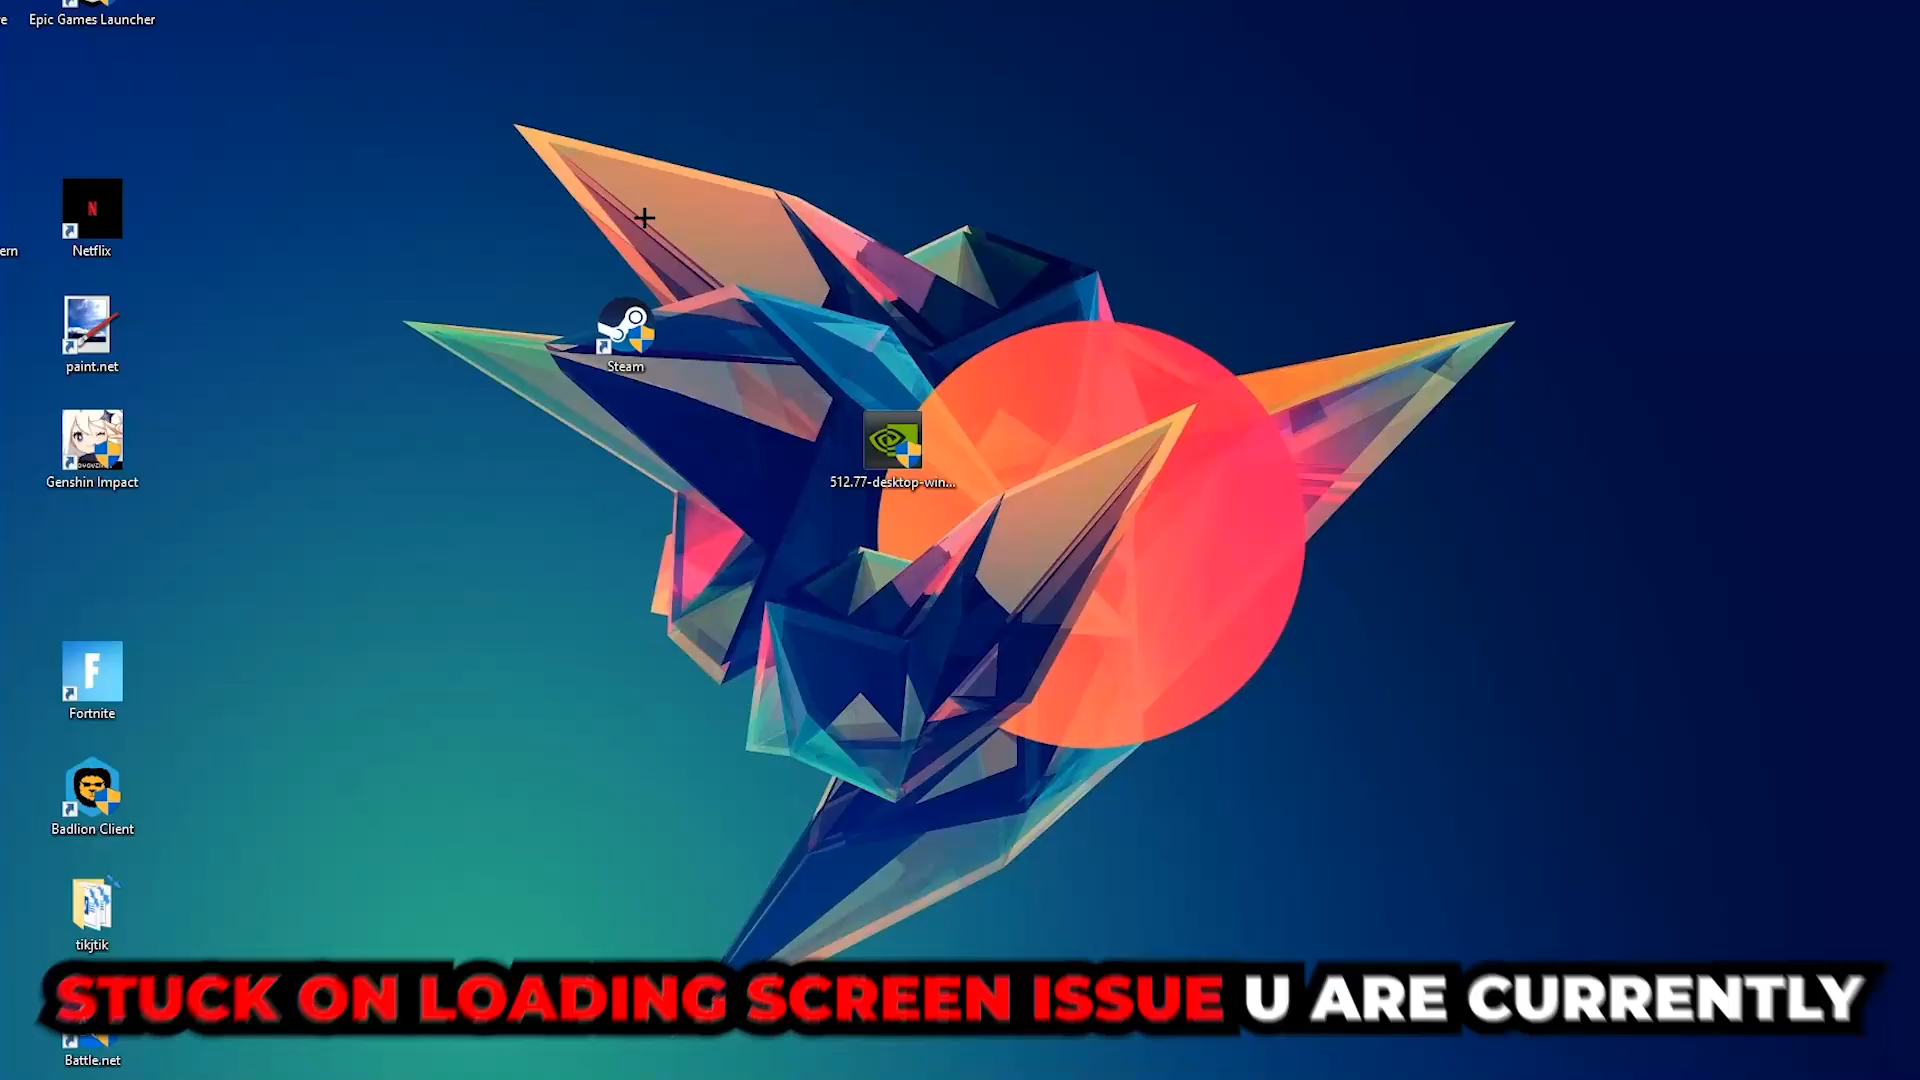 Epic Games Launcher
Netflix
ern
paint.net
Steam
Genshin Impact
512.77-desktop-win...
Fortnite
Badlion Client
tikjtik
STUCK ON LOADING SCREEN ISSUE U ARE CURRENTLY
Battle.net